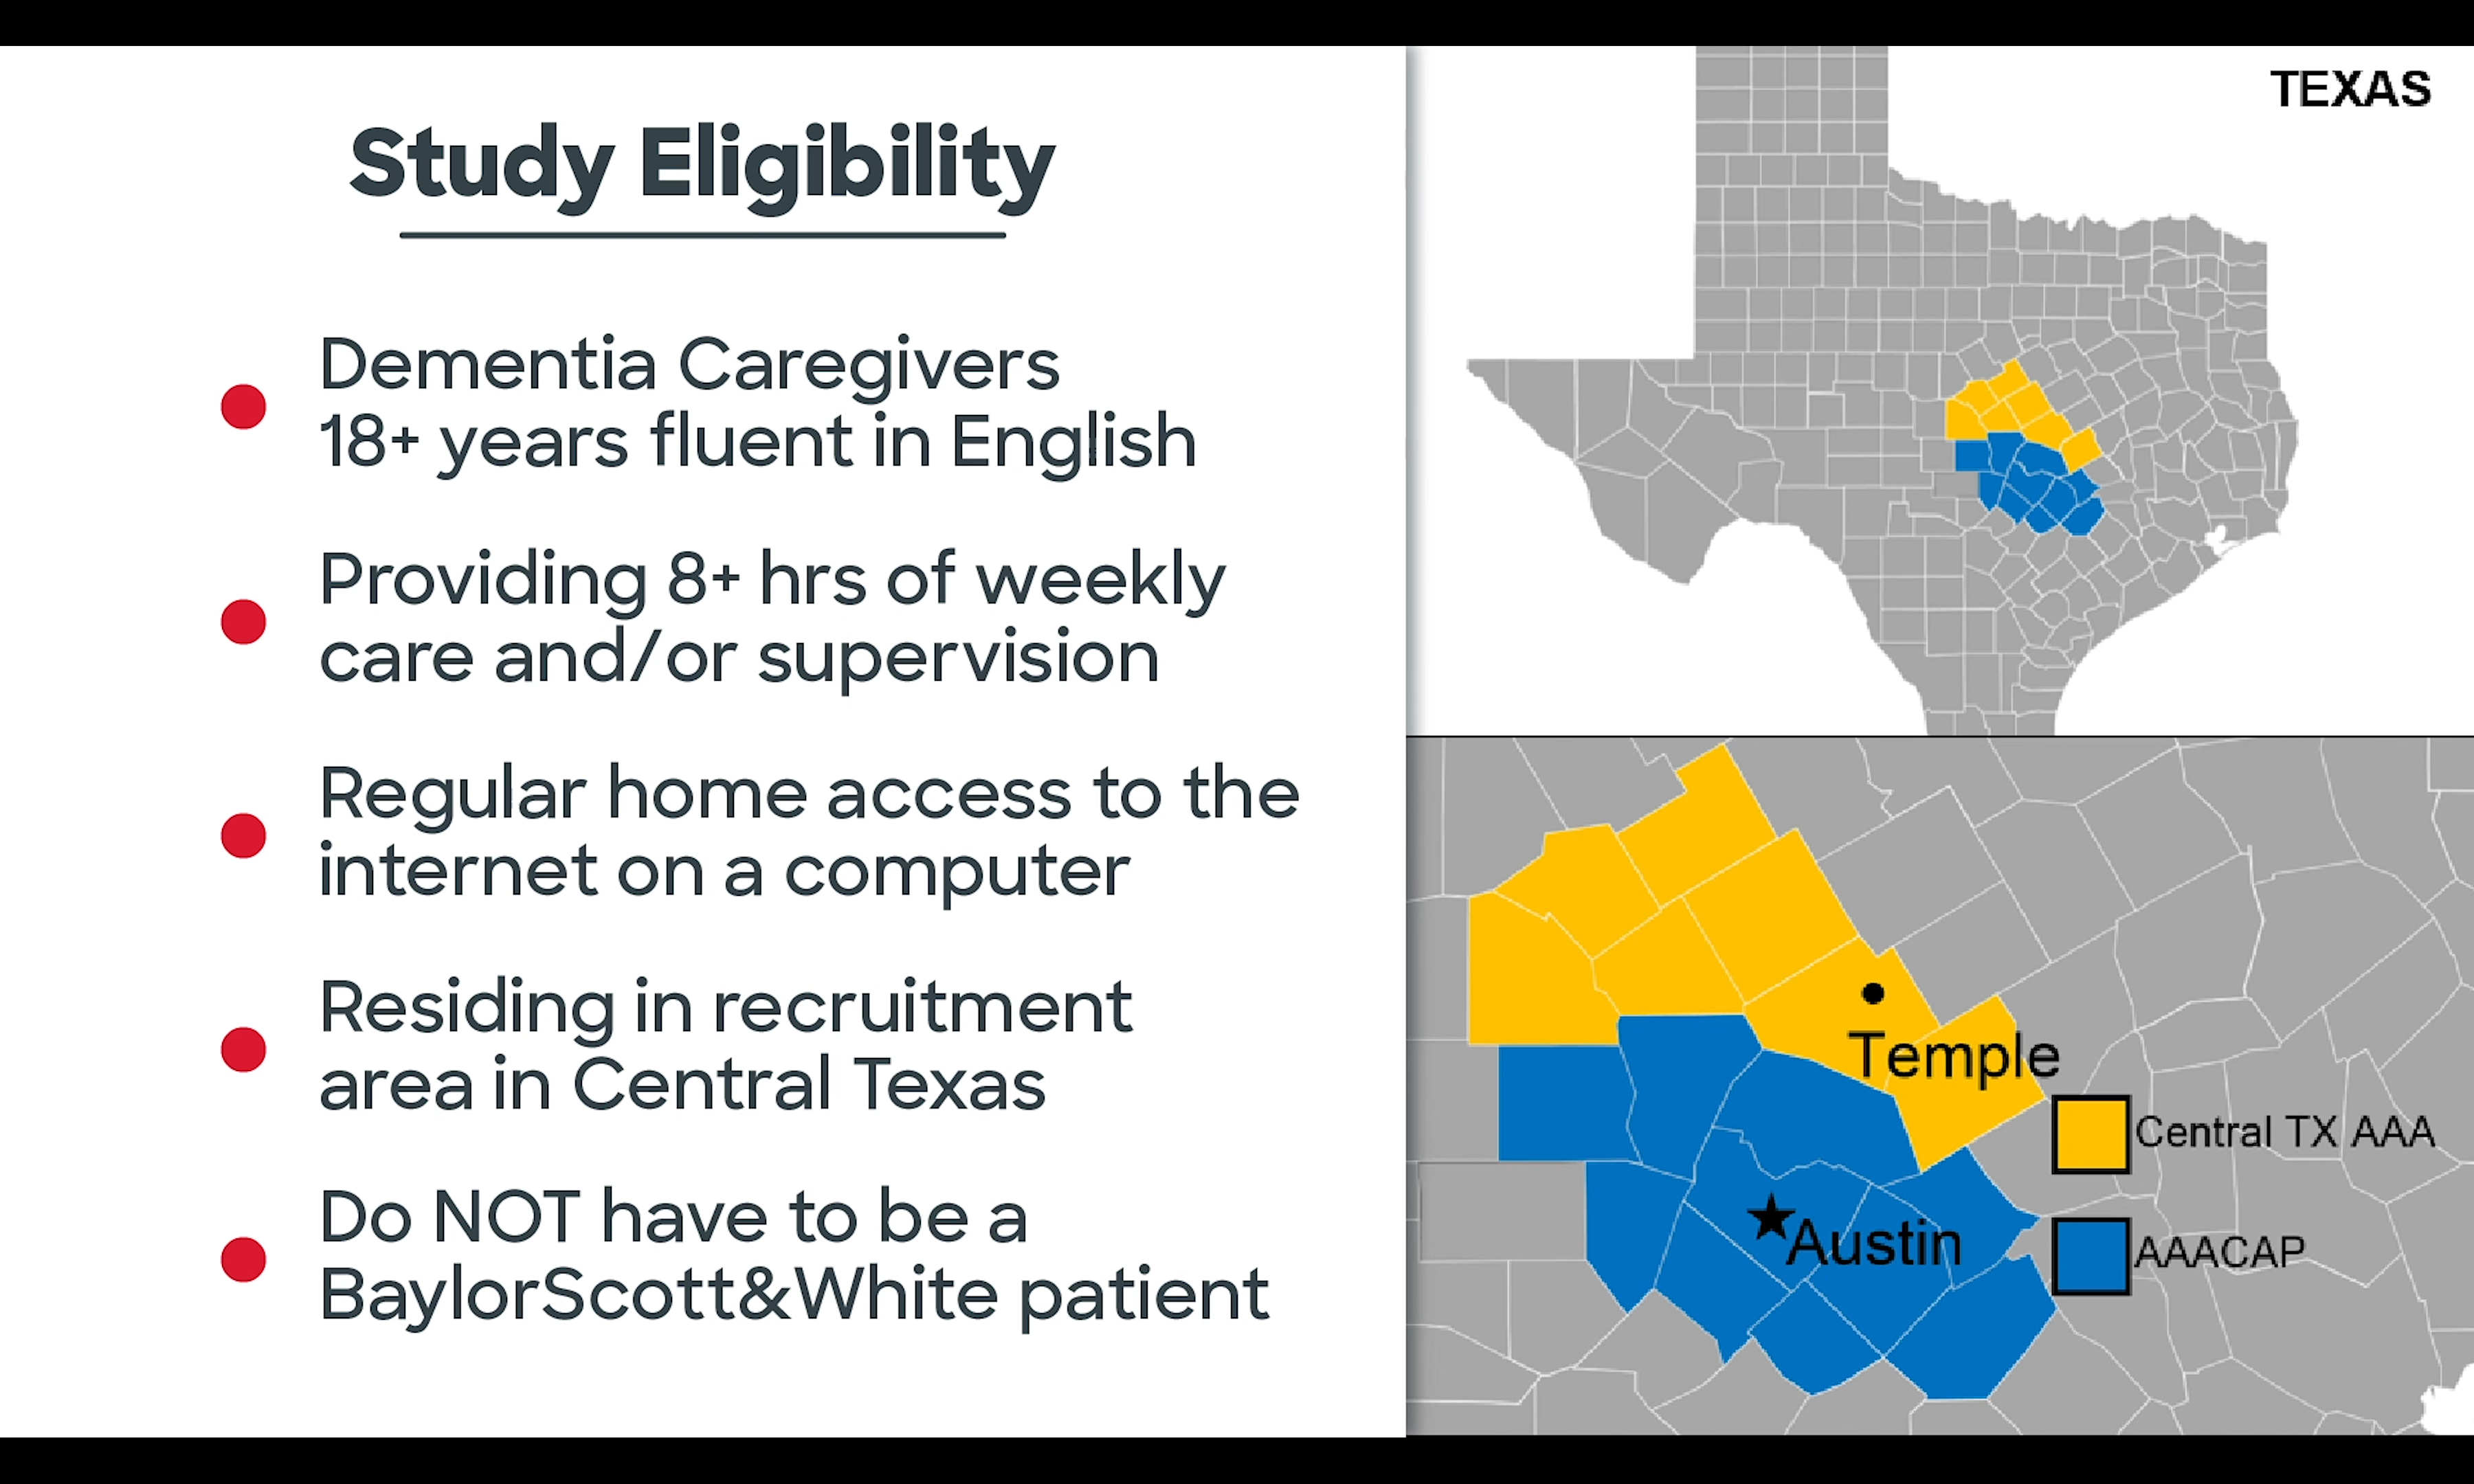 Study Eligibility
Dementia Caregivers
18+ years fluent in English
Providing 8+ hrs of weekly
care and/or supervision
Regular home access to the
internet on a computer
Residing in recruitment
area in Central Texas
Do NOT have to be a
BaylorScott&White patient
TEXAS
Temple
Austin
Central TX AAA
AAACAP